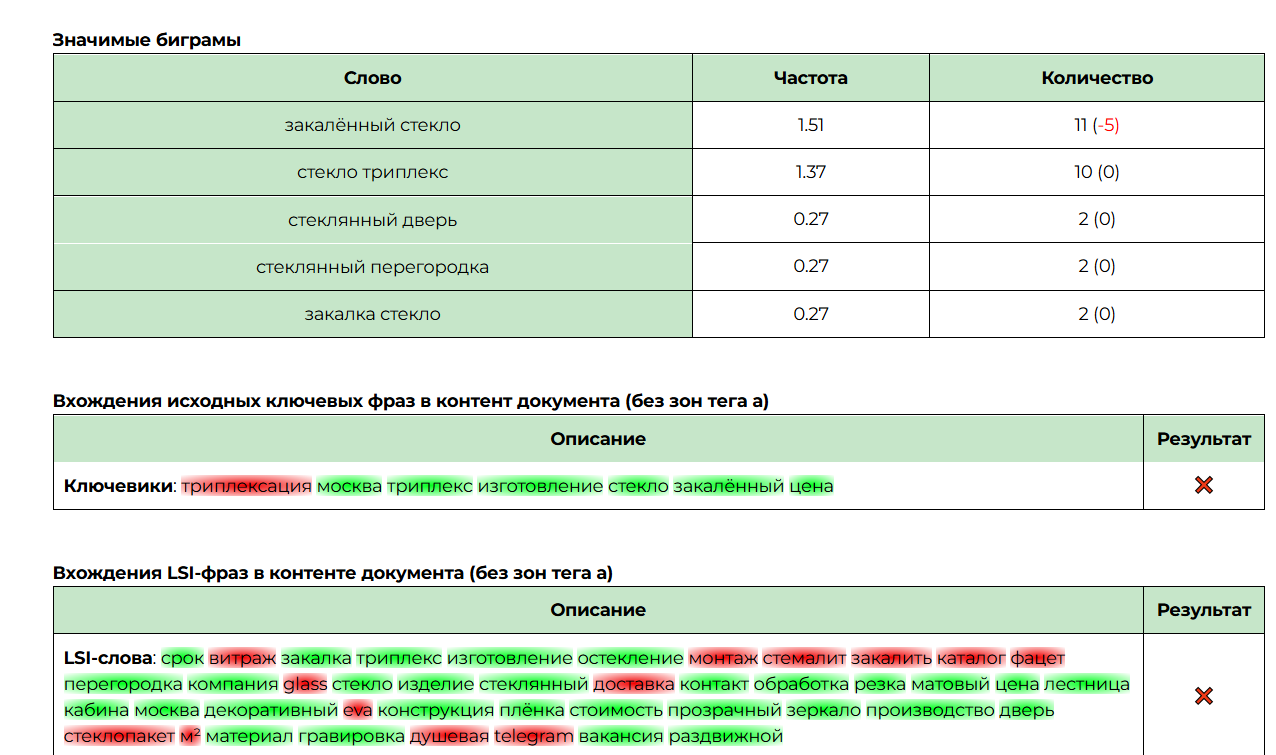 Значимые биграмы
Слово Частота Количество
закалённый стекло 1.51 11 (-5)
стекло триплекс 1.37 10 (0)
стеклянный дверь 0.27 2 (0)
стеклянный перегородка 0.27 2 (0)
закалка стекло 0.27 2 (0)
Вхождения исходных ключевых фраз в контент документа (без зон тега а)
Описание Результат
Ключевики: триплексация москва триплекс изготовление стекло закалённый цена
Вхождения LSI-фраз в контенте документа (без зон тега а)
Описание Результат
LSI-слова: срок витраж закалка триплекс изготовление остекление монтаж стемалит закалить каталог фацет
перегородка компания glass стекло изделие стеклянный доставка контакт обработка резка матовый цена лестница
кабина москва декоративный eva конструкция плёнка стоимость прозрачный зеркало производство дверь
стеклопакет м² материал гравировка душевая telegram вакансия раздвижной